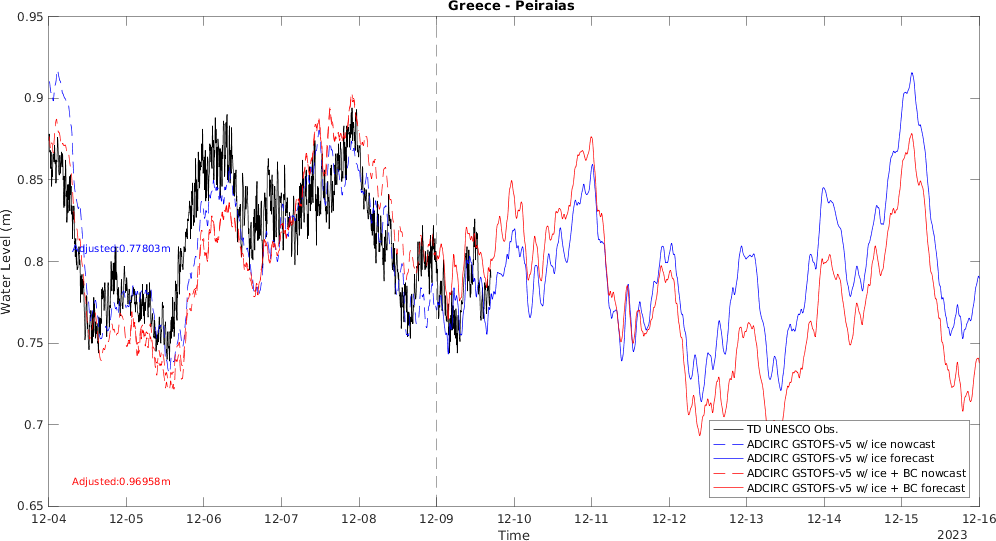 Greece - Peiraias
0.95
0.9
0.85
0.8
0.75
0.7
0.65
Water Level (m)
Adjusted:0.77803m
Adjusted:0.96958m
TD UNESCO Obs.
ADCIRC GSTOFS-v5 w/ ice nowcast
ADCIRC GSTOFS-v5 w/ ice forecast
ADCIRC GSTOFS-v5 w/ ice + BC nowcast
ADCIRC GSTOFS-v5 w/ ice + BC forecast
12-04 12-05 12-06 12-07 12-08 12-09 12-10 12-11 12-12 12-13 12-14 12-15 12-16
Time
2023